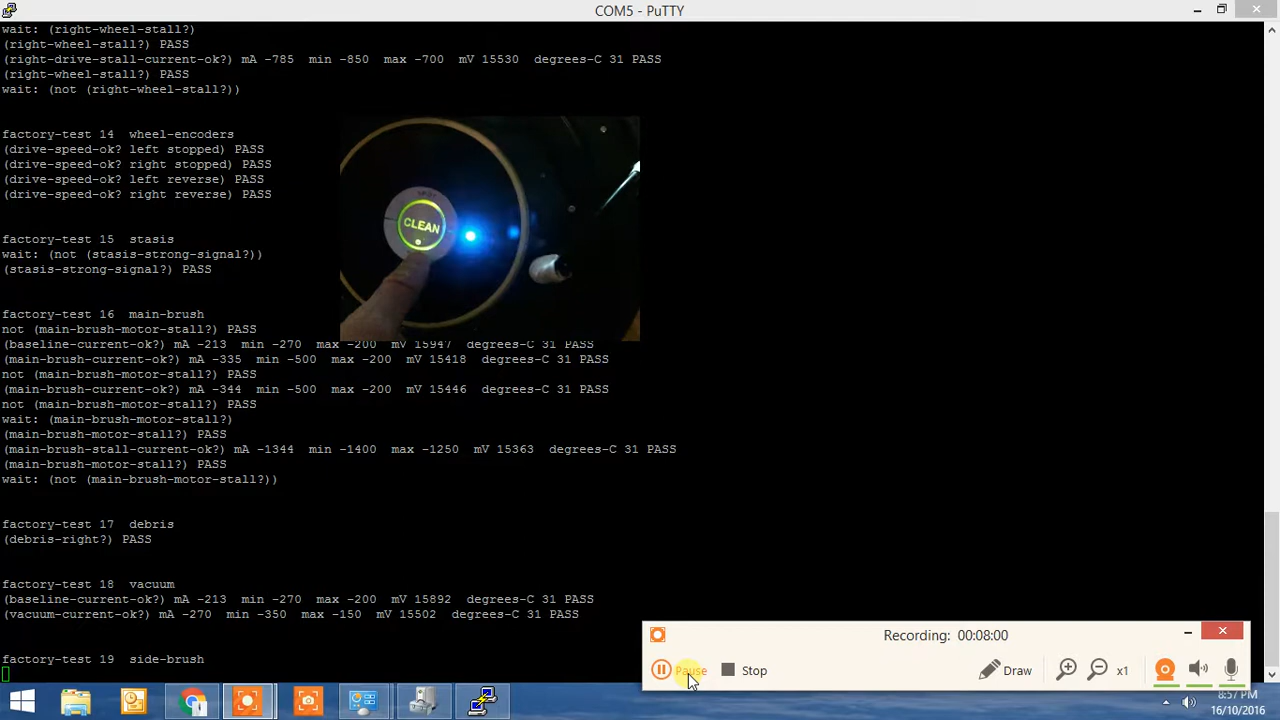 COM5 - PuTTY
wait: (right-wheel-stall?)
(right-wheel-stall?) PASS
(right-drive-stall-current-ok?) mA -785 min -850 max -700 mV 15530 degrees-C 31 PASS
(right-wheel-stall?) PASS
wait: (not (right-wheel-stall?))
factory-test 14 wheel-encoders
(drive-speed-ok? left stopped) PASS
(drive-speed-ok? right stopped) PASS
(drive-speed-ok? left reverse) PASS
(drive-speed-ok? right reverse) PASS
CLEAN
factory-test 15 stasis
wait: (not (stasis-strong-signal?))
(stasis-strong-signal?) PASS
factory-test 16 main-brush
not (main-brush-motor-stall?) PASS
(baseline-current-ok?) mA -213 min -270 max -200 mV 15947 degrees-C 31 PASS
(main-brush-current-ok?) mA -335 min -500 max -200 mV 15418 degrees-C 31 PASS
not (main-brush-motor-stall?) PASS
(main-brush-current-ok?) mA -344 min -500 max -200 mV 15446 degrees-C 31 PASS
not (main-brush-motor-stall?) PASS
wait: (main-brush-motor-stall?)
(main-brush-motor-stall?) PASS
(main-brush-stall-current-ok?) mA -1344 min -1400 max -1250 mV 15363 degrees-C 31 PASS
(main-brush-motor-stall?) PASS
wait: (not (main-brush-motor-stall?))
factory-test 17 debris
(debris-right?) PASS
factory-test 18 vacuum
(baseline-current-ok?) mA -213 min -270 max -200 mV 15892 degrees-C 31 PASS
(vacuum-current-ok?) mA -270 min -350 max -150 mV 15502 degrees-C 31 PASS
factory-test 19 side-brush
Recording: 00:08:00
Pause Stop Draw x1
8:57 PM
16/10/2016